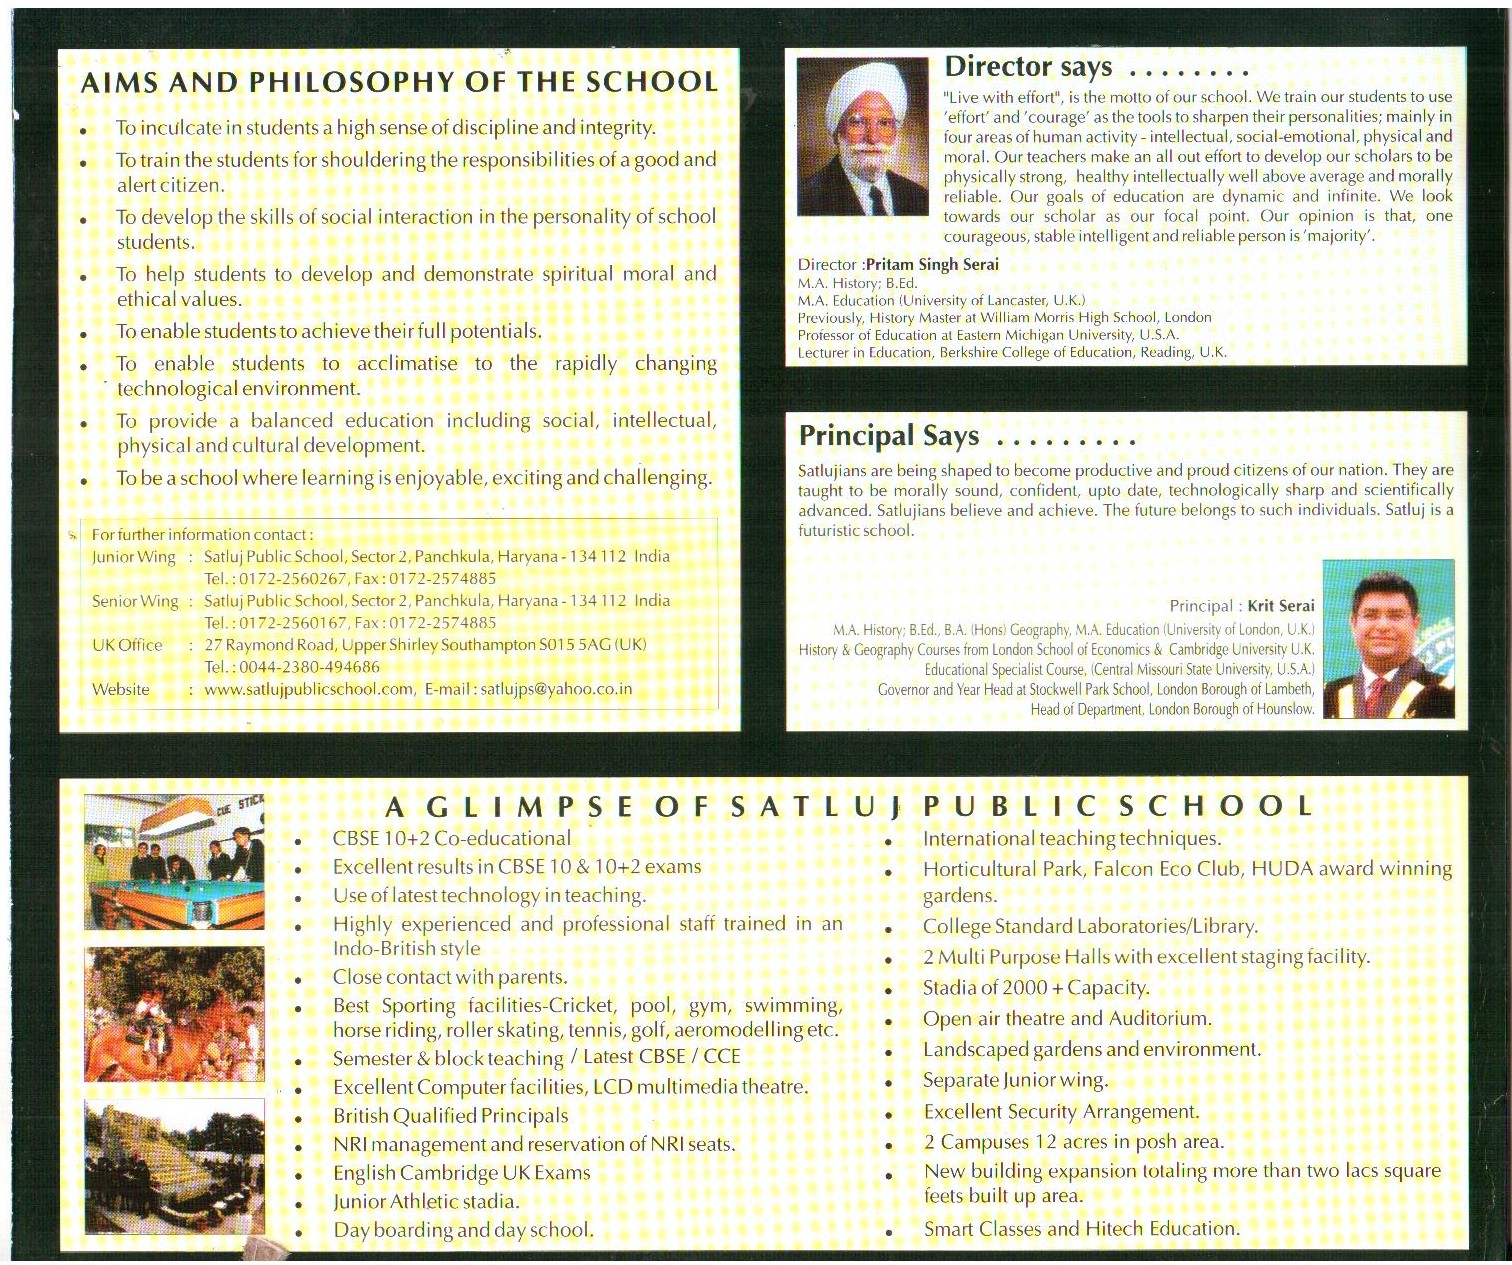 AIMS AND PHILOSOPHY OF THE SCHOOL
• To inculcate in students a high sense of discipline and integrity.
• To train the students for shouldering the responsibilities of a good and
alert citizen.
• To develop the skills of social interaction in the personality of school
students.
• To help students to develop and demonstrate spiritual moral and
ethical values.
• To enable students to achieve their full potentials.
• To enable students to acclimatise to the rapidly changing
technological environment.
• To provide a balanced education including social, intellectual,
physical and cultural development.
• To be a school where learning is enjoyable, exciting and challenging.
For further information contact :
Junior Wing : Satluj Public School, Sector 2, Panchkula, Haryana - 134 112 India
Tel. : 0172-2560267, Fax : 0172-2574885
Senior Wing : Satluj Public School, Sector 2, Panchkula, Haryana - 134 112 India
Tel. : 0172-2560167, Fax : 0172-2574885
UK Office : 27 Raymond Road, Upper Shirley Southampton S015 5AG (UK)
Tel. : 0044-2380-494686
Website : www.satlujpublicschool.com, E-mail : satlujps@yahoo.co.in
Director says . . . . . . . .
"Live with effort", is the motto of our school. We train our students to use
'effort' and 'courage' as the tools to sharpen their personalities; mainly in
four areas of human activity - intellectual, social-emotional, physical and
moral. Our teachers make an all out effort to develop our scholars to be
physically strong, healthy intellectually well above average and morally
reliable. Our goals of education are dynamic and infinite. We look
towards our scholar as our focal point. Our opinion is that, one
courageous, stable intelligent and reliable person is 'majority'.
Director :Pritam Singh Serai
M.A. History; B.Ed.
M.A. Education (University of Lancaster, U.K.)
Previously, History Master at William Morris High School, London
Professor of Education at Eastern Michigan University, U.S.A.
Lecturer in Education, Berkshire College of Education, Reading, U.K.
Principal Says . . . . . . . . .
Satlujians are being shaped to become productive and proud citizens of our nation. They are
taught to be morally sound, confident, upto date, technologically sharp and scientifically
advanced. Satlujians believe and achieve. The future belongs to such individuals. Satluj is a
futuristic school.
Principal : Krit Serai
M.A. History; B.Ed., B.A. (Hons) Geography, M.A. Education (University of London, U.K.)
History & Geography Courses from London School of Economics & Cambridge University U.K.
Educational Specialist Course, (Central Missouri State University, U.S.A.)
Governor and Year Head at Stockwell Park School, London Borough of Lambeth,
Head of Department, London Borough of Hounslow.
A GLIMPSE OF SATLUJ PUBLIC SCHOOL
CUE STICK
• CBSE 10+2 Co-educational
• Excellent results in CBSE 10 & 10+2 exams
• Use of latest technology in teaching.
• Highly experienced and professional staff trained in an
Indo-British style
• Close contact with parents.
• Best Sporting facilities-Cricket, pool, gym, swimming,
horse riding, roller skating, tennis, golf, aeromodelling etc.
• Semester & block teaching / Latest CBSE / CCE
• Excellent Computer facilities, LCD multimedia theatre.
• British Qualified Principals
• NRI management and reservation of NRI seats.
• English Cambridge UK Exams
• Junior Athletic stadia.
• Day boarding and day school.
• International teaching techniques.
• Horticultural Park, Falcon Eco Club, HUDA award winning
gardens.
• College Standard Laboratories/Library.
• 2 Multi Purpose Halls with excellent staging facility.
• Stadia of 2000 + Capacity.
• Open air theatre and Auditorium.
• Landscaped gardens and environment.
• Separate Junior wing.
• Excellent Security Arrangement.
• 2 Campuses 12 acres in posh area.
• New building expansion totaling more than two lacs square
feets built up area.
• Smart Classes and Hitech Education.